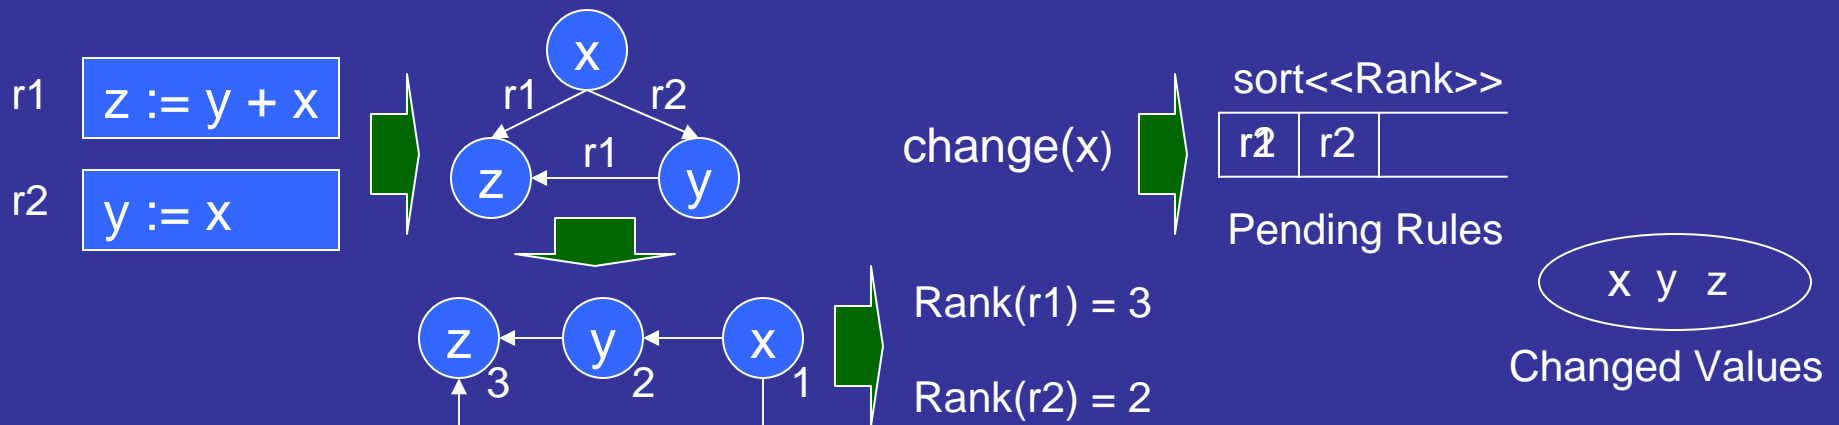 r1
z := y + x
r2
y := x
x
r1
r2
r1
z
y
z
3
y
2
x
1
change(x)
sort<<Rank>>
r2
Pending Rules
Rank(r1) = 3
Rank(r2) = 2
x y z
Changed Values